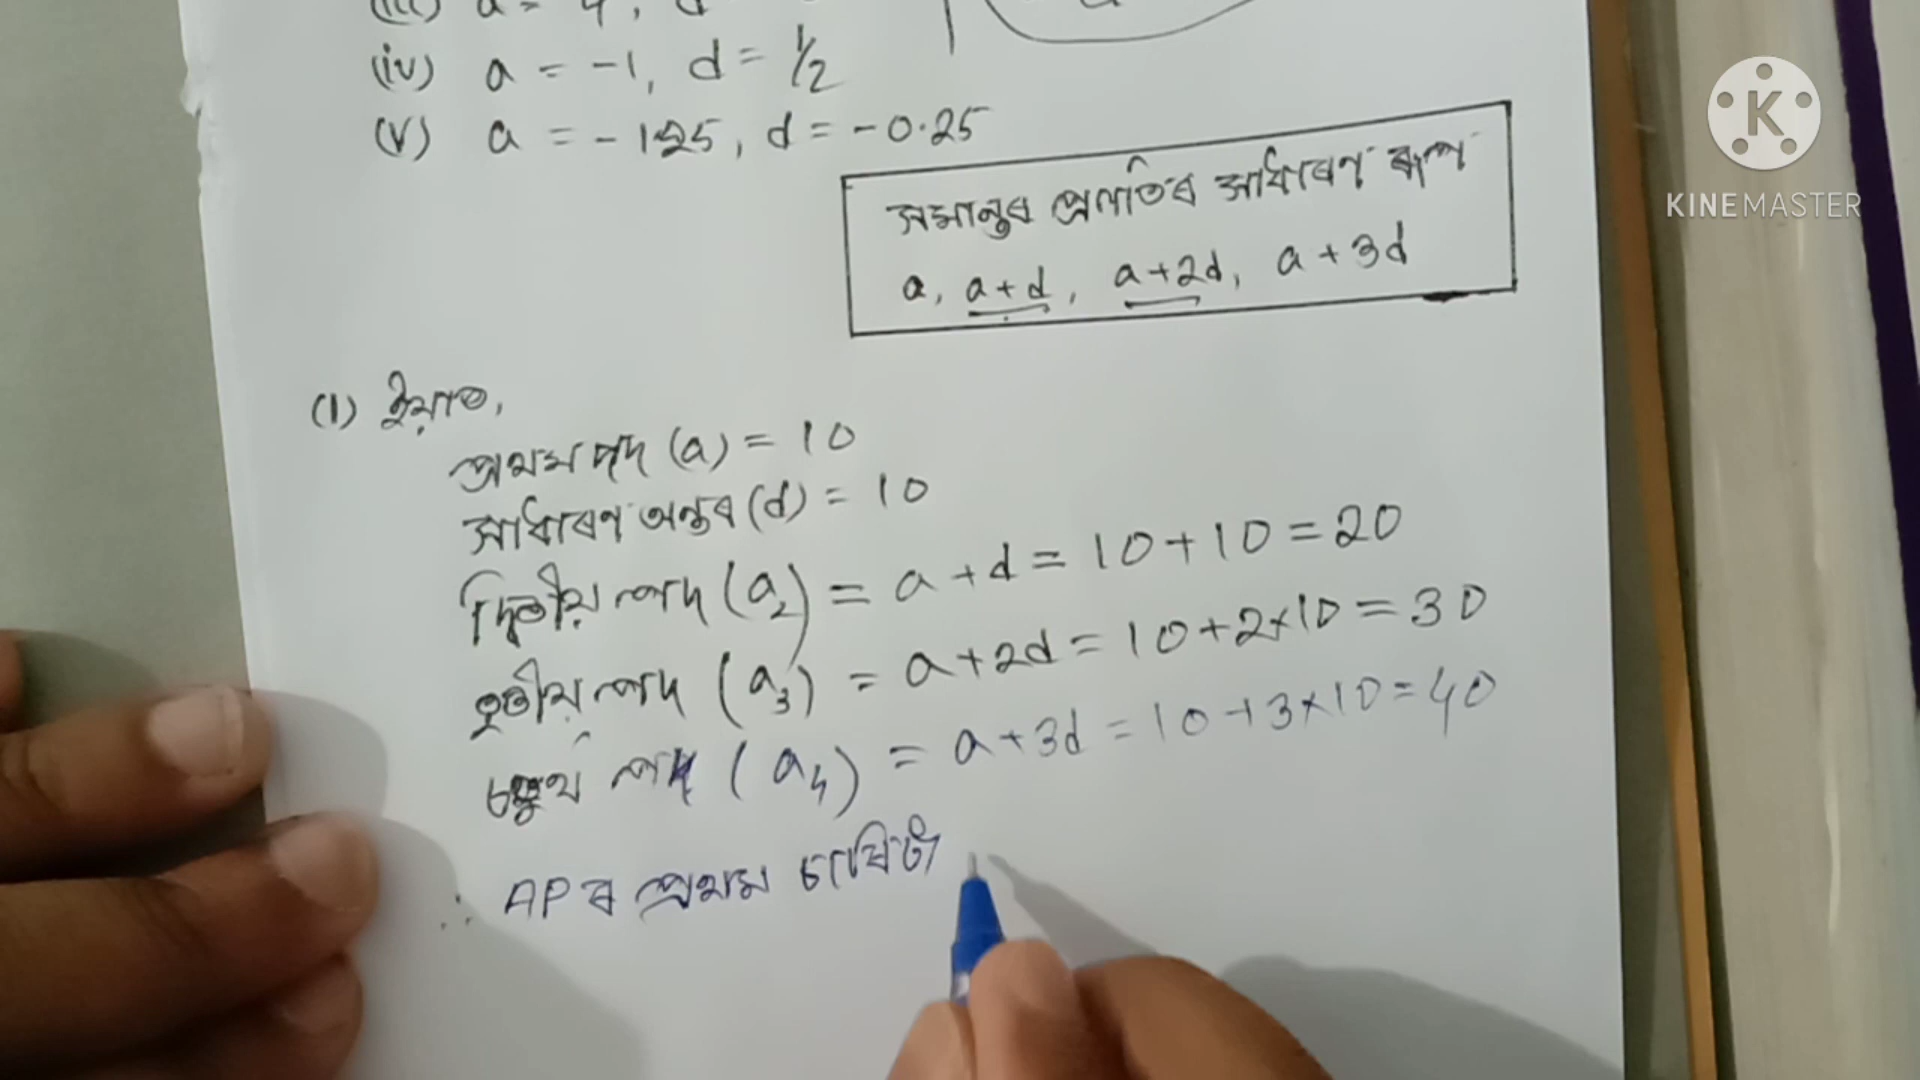 (iii) a = 4, d =
(iv) a = -1, d = 1/2
(v) a = -1.25, d = -0.25
সমান্তৰ প্ৰগতিৰ সাধাৰণ ৰূপ
a, a+d, a+2d, a+3d
(1) ইয়াত,
প্ৰথম পদ (a) = 10
সাধাৰণ অন্তৰ (d) = 10
দ্বিতীয় পদ (a₂) = a+d = 10+10 = 20
তৃতীয় পদ (a₃) = a+2d = 10+2×10 = 30
চতুৰ্থ পদ (a₄) = a+3d = 10+3×10 = 40
∴ APৰ প্ৰথম চাৰিটা
KINEMASTER